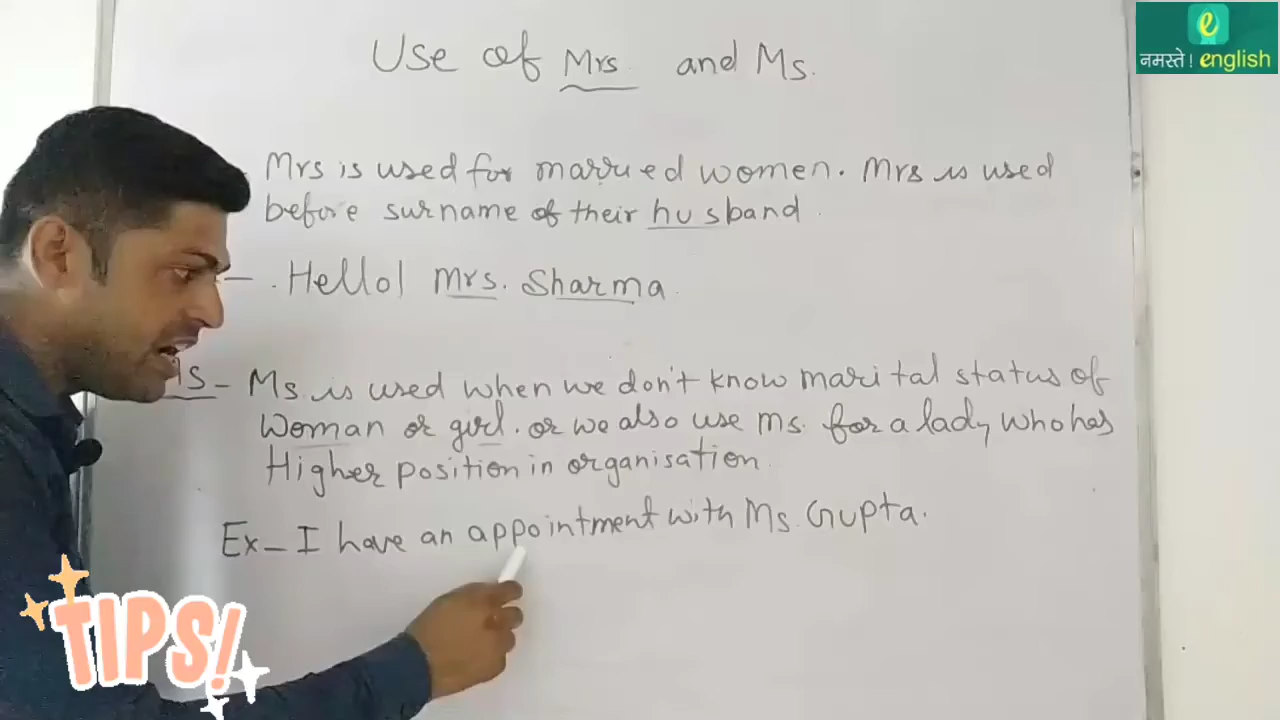 e
नमस्ते ! english
Use of Mrs and Ms.
Mrs is used for married women. Mrs is used
before surname of their husband
- Hello! Mrs. Sharma
Ms - Ms is used when we don't know marital status of
Woman or girl. or we also use Ms. for a lady who has
Higher position in organisation
Ex - I have an appointment with Ms. Gupta.
TIPS!